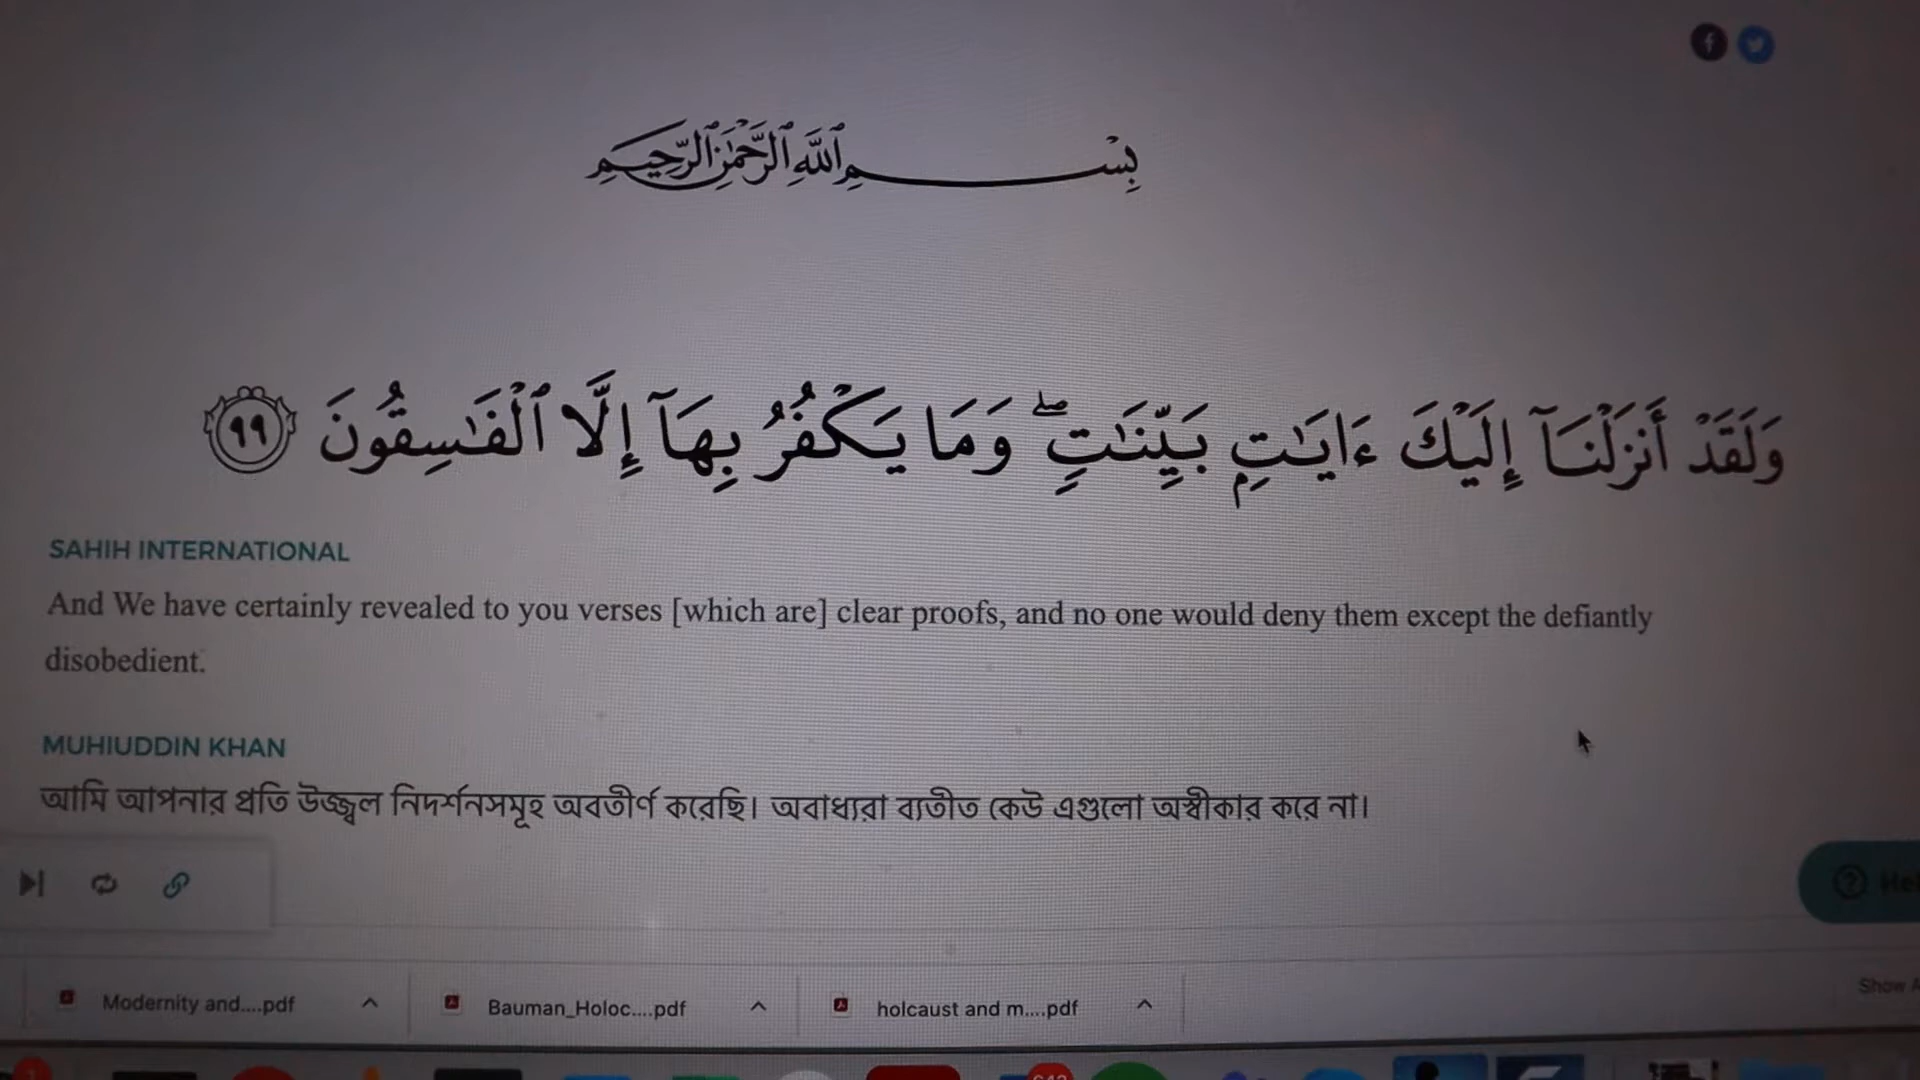 بِسْمِ ٱللَّهِ ٱلرَّحْمَٰنِ ٱلرَّحِيمِ
وَلَقَدْ أَنزَلْنَآ إِلَيْكَ ءَايَٰتٍۭ بَيِّنَٰتٍ ۖ وَمَا يَكْفُرُ بِهَآ إِلَّا ٱلْفَٰسِقُونَ ٩٩
SAHIH INTERNATIONAL
And We have certainly revealed to you verses [which are] clear proofs, and no one would deny them except the defiantly
disobedient.
MUHIUDDIN KHAN
আমি আপনার প্রতি উজ্জ্বল নিদর্শনসমূহ অবতীর্ণ করেছি। অবাধ্যরা ব্যতীত কেউ এগুলো অস্বীকার করে না।
Modernity and....pdf
Bauman_Holoc....pdf
holcaust and m....pdf
Show